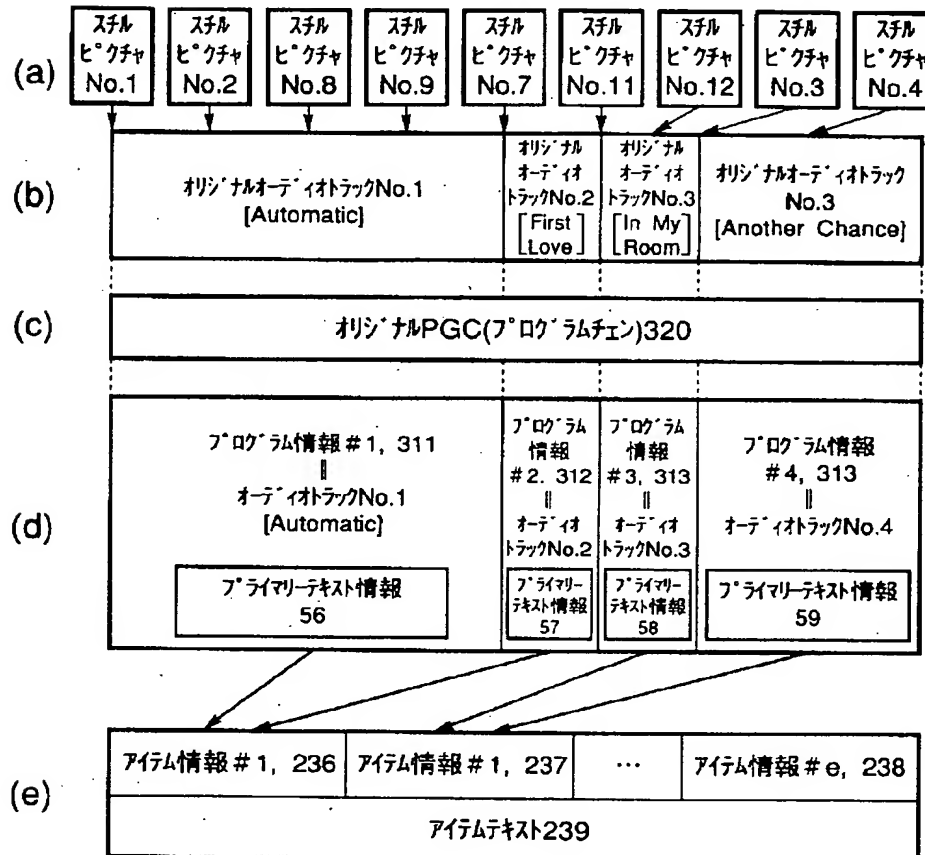 (a)
スチル
ピクチャ
No.1
スチル
ピクチャ
No.2
スチル
ピクチャ
No.8
スチル
ピクチャ
No.9
スチル
ピクチャ
No.7
スチル
ピクチャ
No.11
スチル
ピクチャ
No.12
スチル
ピクチャ
No.3
スチル
ピクチャ
No.4
(b)
オリジナルオーディオトラックNo.1
[Automatic]
オリジナル
オーディオ
トラックNo.2
[First
Love]
オリジナル
オーディオ
トラックNo.3
[In My
Room]
オリジナルオーディオトラック
No.3
[Another Chance]
(c)
オリジナルPGC(プログラムチェン)320
(d)
プログラム情報#1, 311
||
オーディオトラックNo.1
[Automatic]
プライマリーテキスト情報
56
プログラム
情報
#2. 312
||
オーディオ
トラックNo.2
プライマリー
テキスト情報
57
プログラム
情報
#3, 313
||
オーディオ
トラックNo.3
プライマリー
テキスト情報
58
プログラム情報
#4, 313
||
オーディオトラックNo.4
プライマリーテキスト情報
59
(e)
アイテム情報#1, 236
アイテム情報#1, 237
…
アイテム情報#e, 238
アイテムテキスト239